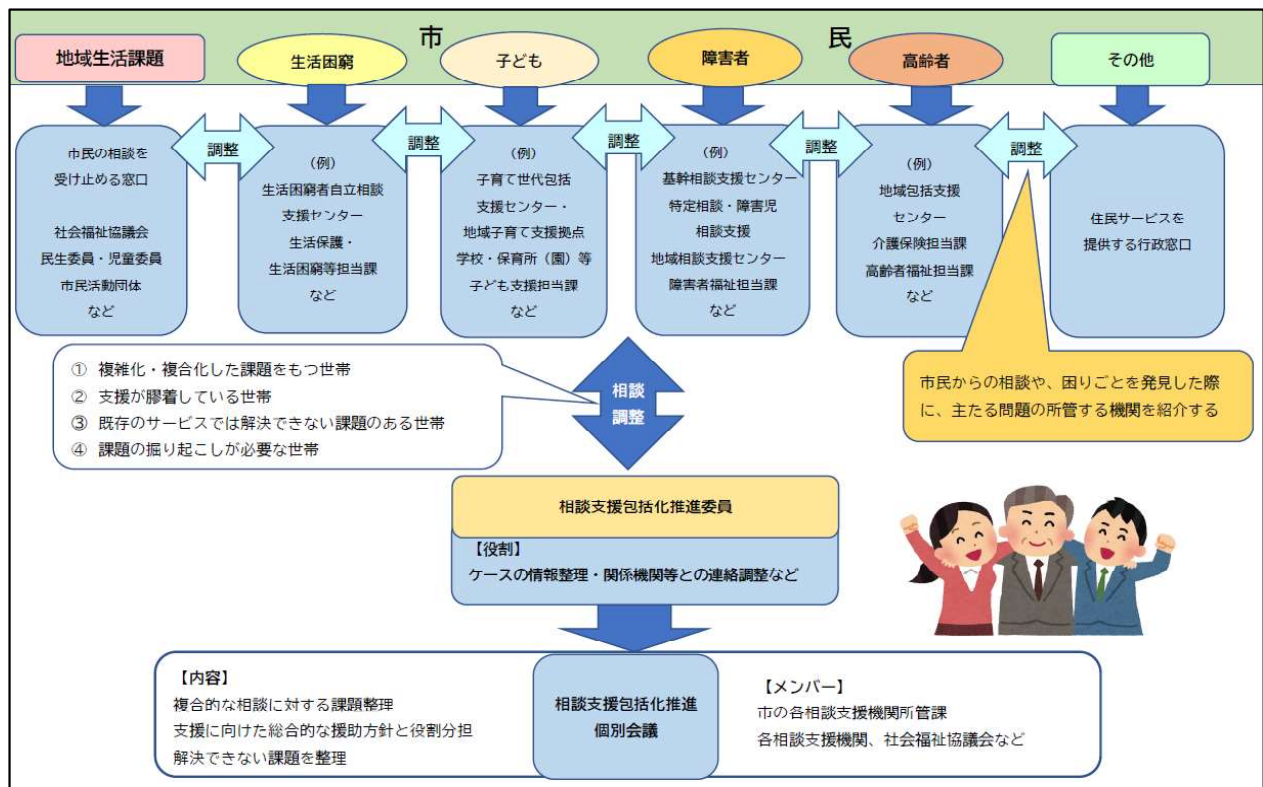 市 民
地域生活課題
生活困窮
子ども
障害者
高齢者
その他
調整
調整
調整
調整
調整
市民の相談を
受け止める窓口
社会福祉協議会
民生委員・児童委員
市民活動団体
など
（例）
生活困窮者自立相談
支援センター
生活保護・
生活困窮等担当課
など
（例）
子育て世代包括
支援センター・
地域子育て支援拠点
学校・保育所（園）等
子ども支援担当課
など
（例）
基幹相談支援センター
特定相談・障害児
相談支援
地域相談支援センター
障害者福祉担当課
など
（例）
地域包括支援
センター
介護保険担当課
高齢者福祉担当課
など
住民サービスを
提供する行政窓口
① 複雑化・複合化した課題をもつ世帯
② 支援が膠着している世帯
③ 既存のサービスでは解決できない課題のある世帯
④ 課題の掘り起こしが必要な世帯
相談
調整
市民からの相談や、困りごとを発見した際
に、主たる問題の所管する機関を紹介する
相談支援包括化推進委員
【役割】
ケースの情報整理・関係機関等との連絡調整など
【内容】
複合的な相談に対する課題整理
支援に向けた総合的な援助方針と役割分担
解決できない課題を整理
相談支援包括化推進
個別会議
【メンバー】
市の各相談支援機関所管課
各相談支援機関、社会福祉協議会など